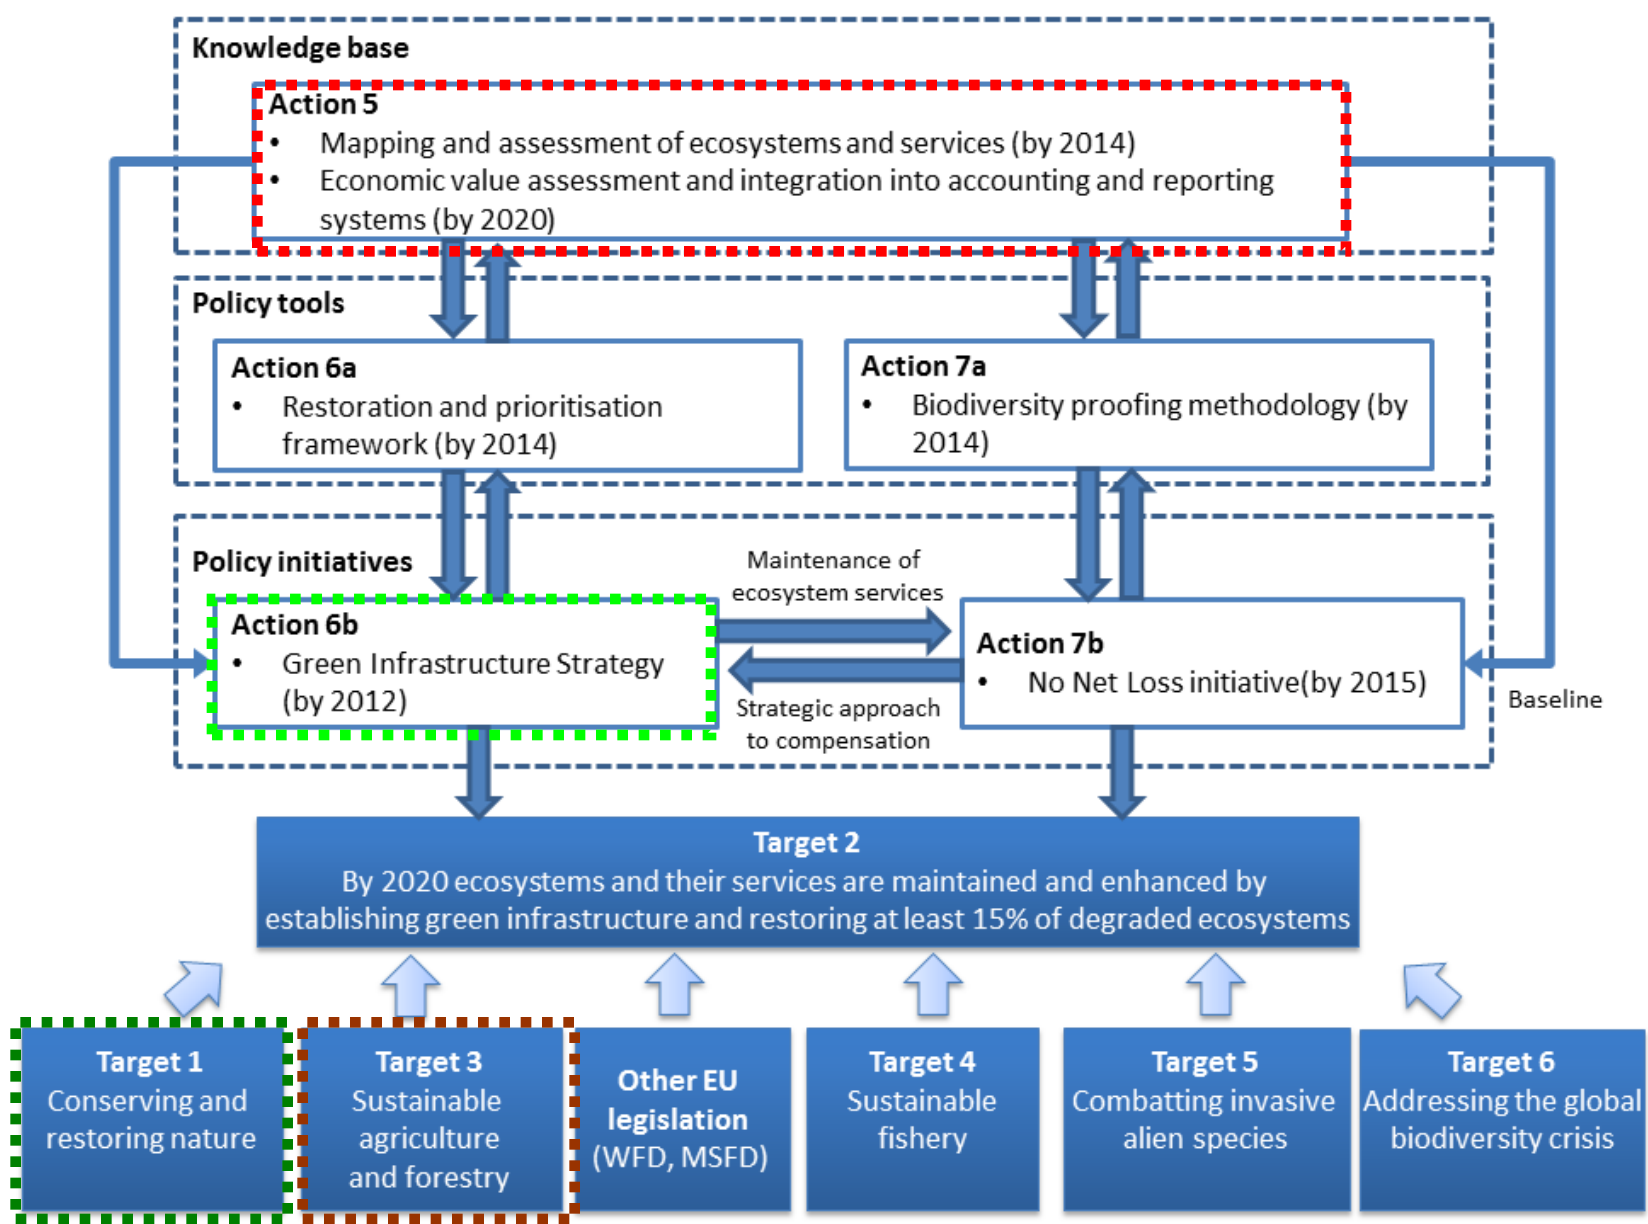 Knowledge base
Action 5
• Mapping and assessment of ecosystems and services (by 2014)
• Economic value assessment and integration into accounting and reporting
systems (by 2020)
Policy tools
Action 6a
• Restoration and prioritisation
framework (by 2014)
Action 7a
• Biodiversity proofing methodology (by
2014)
Policy initiatives
Maintenance of
ecosystem services
Action 6b
• Green Infrastructure Strategy
(by 2012)
Action 7b
• No Net Loss initiative(by 2015)
Strategic approach
to compensation
Baseline
Target 2
By 2020 ecosystems and their services are maintained and enhanced by
establishing green infrastructure and restoring at least 15% of degraded ecosystems
Target 1
Conserving and
restoring nature
Target 3
Sustainable
agriculture
and forestry
Other EU
legislation
(WFD, MSFD)
Target 4
Sustainable
fishery
Target 5
Combatting invasive
alien species
Target 6
Addressing the global
biodiversity crisis